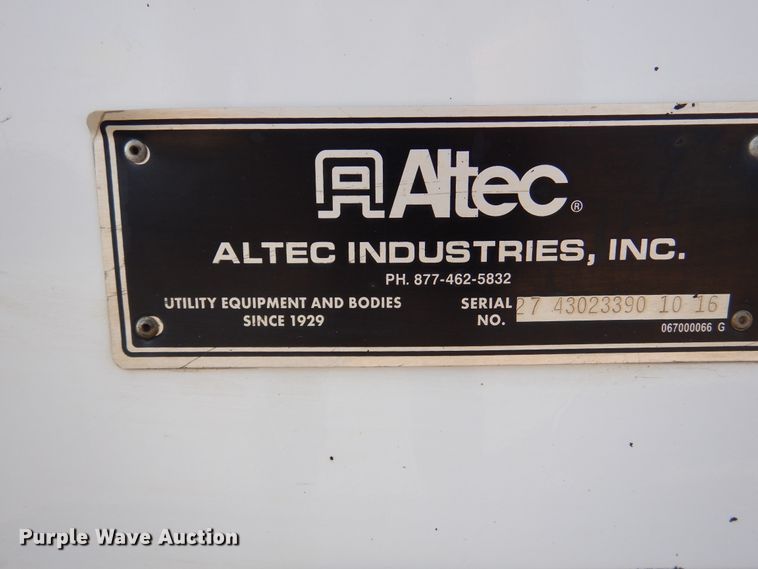 Altec®
ALTEC INDUSTRIES, INC.
PH. 877-462-5832
UTILITY EQUIPMENT AND BODIES
SINCE 1929
SERIAL NO. 27 43023390 10 16
067000066 G
Purple Wave Auction